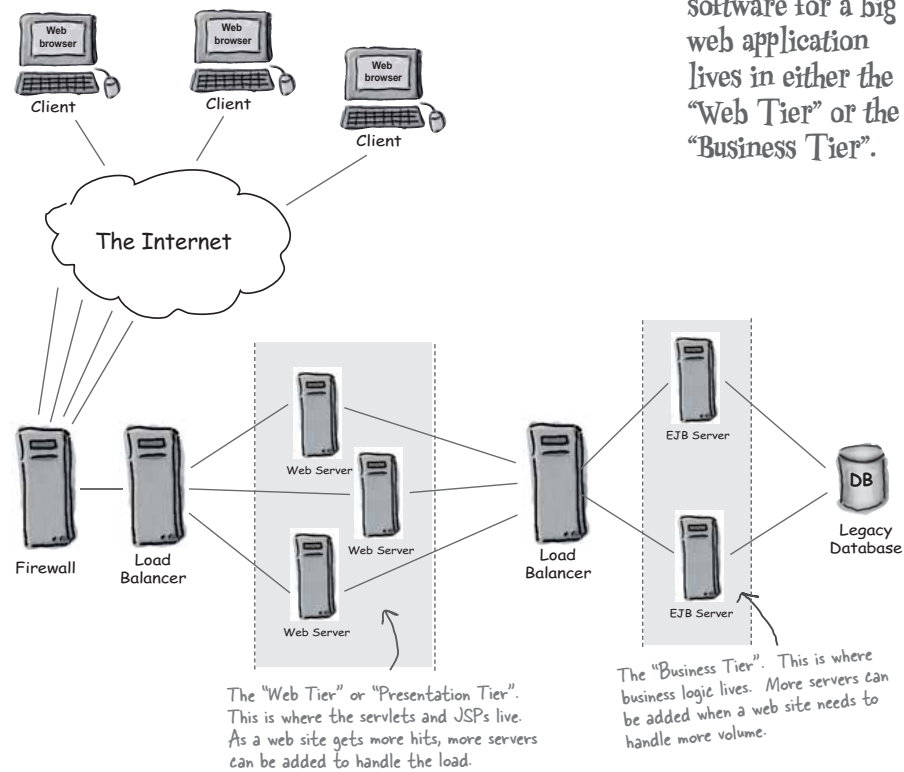 software for a big
web application
lives in either the
“Web Tier” or the
“Business Tier”.
Web
browser
Client
Web
browser
Client
Web
browser
Client
The Internet
Firewall
Load
Balancer
Web Server
Web Server
Web Server
Load
Balancer
EJB Server
EJB Server
DB
Legacy
Database
The “Web Tier” or “Presentation Tier”.
This is where the servlets and JSPs live.
As a web site gets more hits, more servers
can be added to handle the load.
The “Business Tier”. This is where
business logic lives. More servers can
be added when a web site needs to
handle more volume.